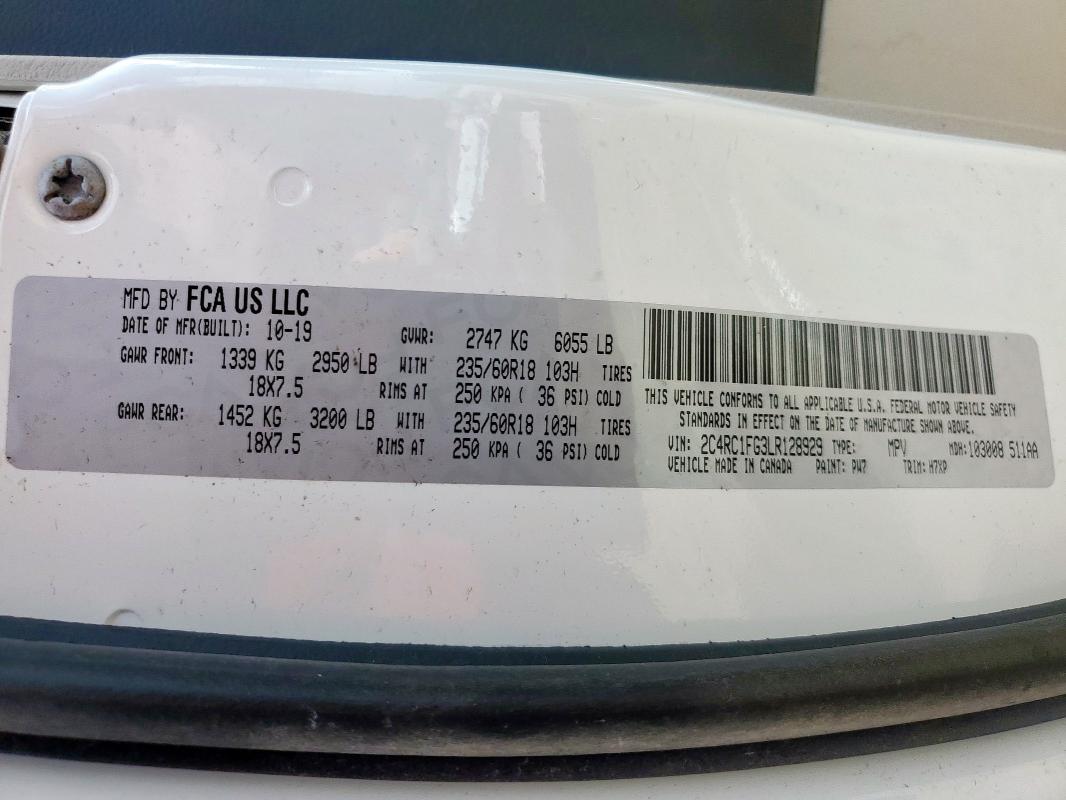 MFD BY FCA US LLC
DATE OF MFR(BUILT): 10-19 GVWR: 2747 KG 6055 LB
GAWR FRONT: 1339 KG 2950 LB WITH 235/60R18 103H TIRES
18X7.5 RIMS AT 250 KPA ( 36 PSI) COLD
GAWR REAR: 1452 KG 3200 LB WITH 235/60R18 103H TIRES
18X7.5 RIMS AT 250 KPA ( 36 PSI) COLD
THIS VEHICLE CONFORMS TO ALL APPLICABLE U.S.A. FEDERAL MOTOR VEHICLE SAFETY
STANDARDS IN EFFECT ON THE DATE OF MANUFACTURE SHOWN ABOVE.
VIN: 2C4RC1FG3LR128929 TYPE: MPV MDH: 103008 511AA
VEHICLE MADE IN CANADA PAINT: PW7 TRIM: H7XP